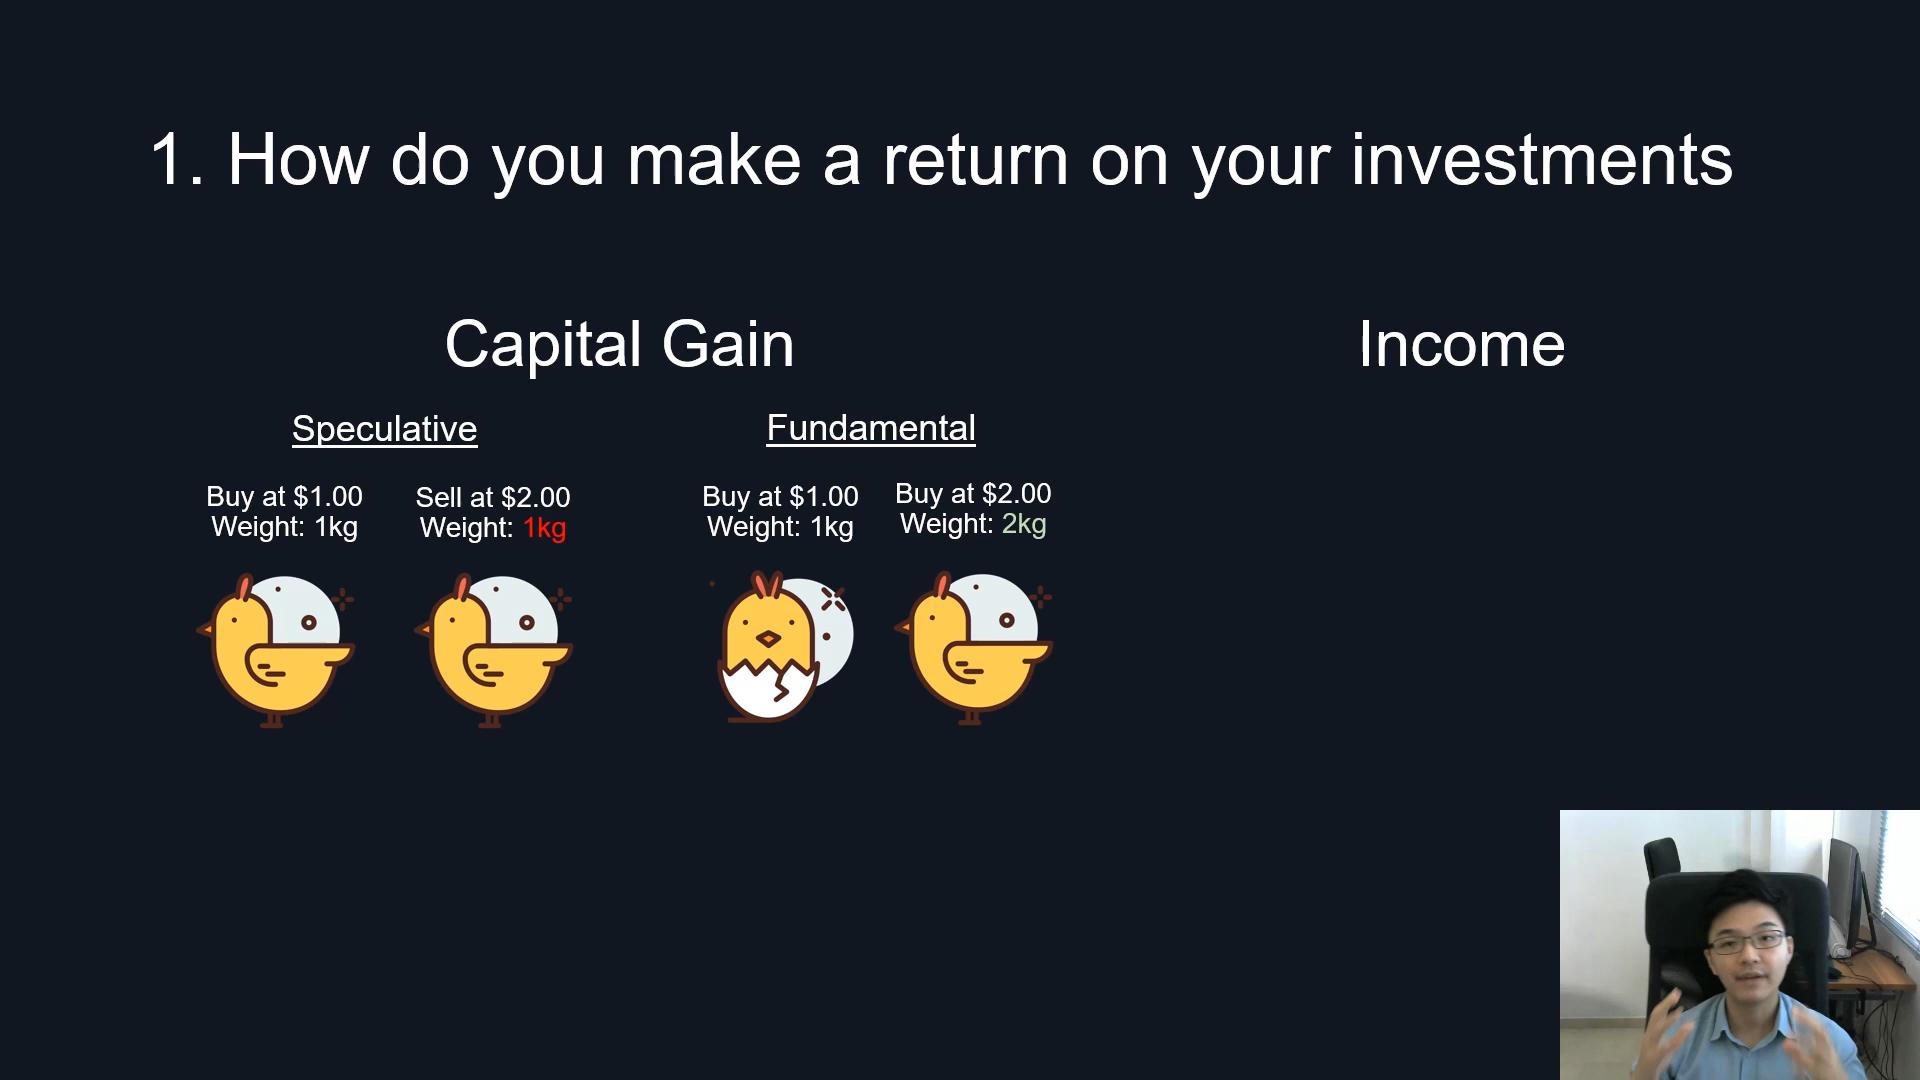 1. How do you make a return on your investments
Capital Gain
Income
Speculative
Fundamental
Buy at $1.00
Weight: 1kg
Sell at $2.00
Weight: 1kg
Buy at $1.00
Weight: 1kg
Buy at $2.00
Weight: 2kg